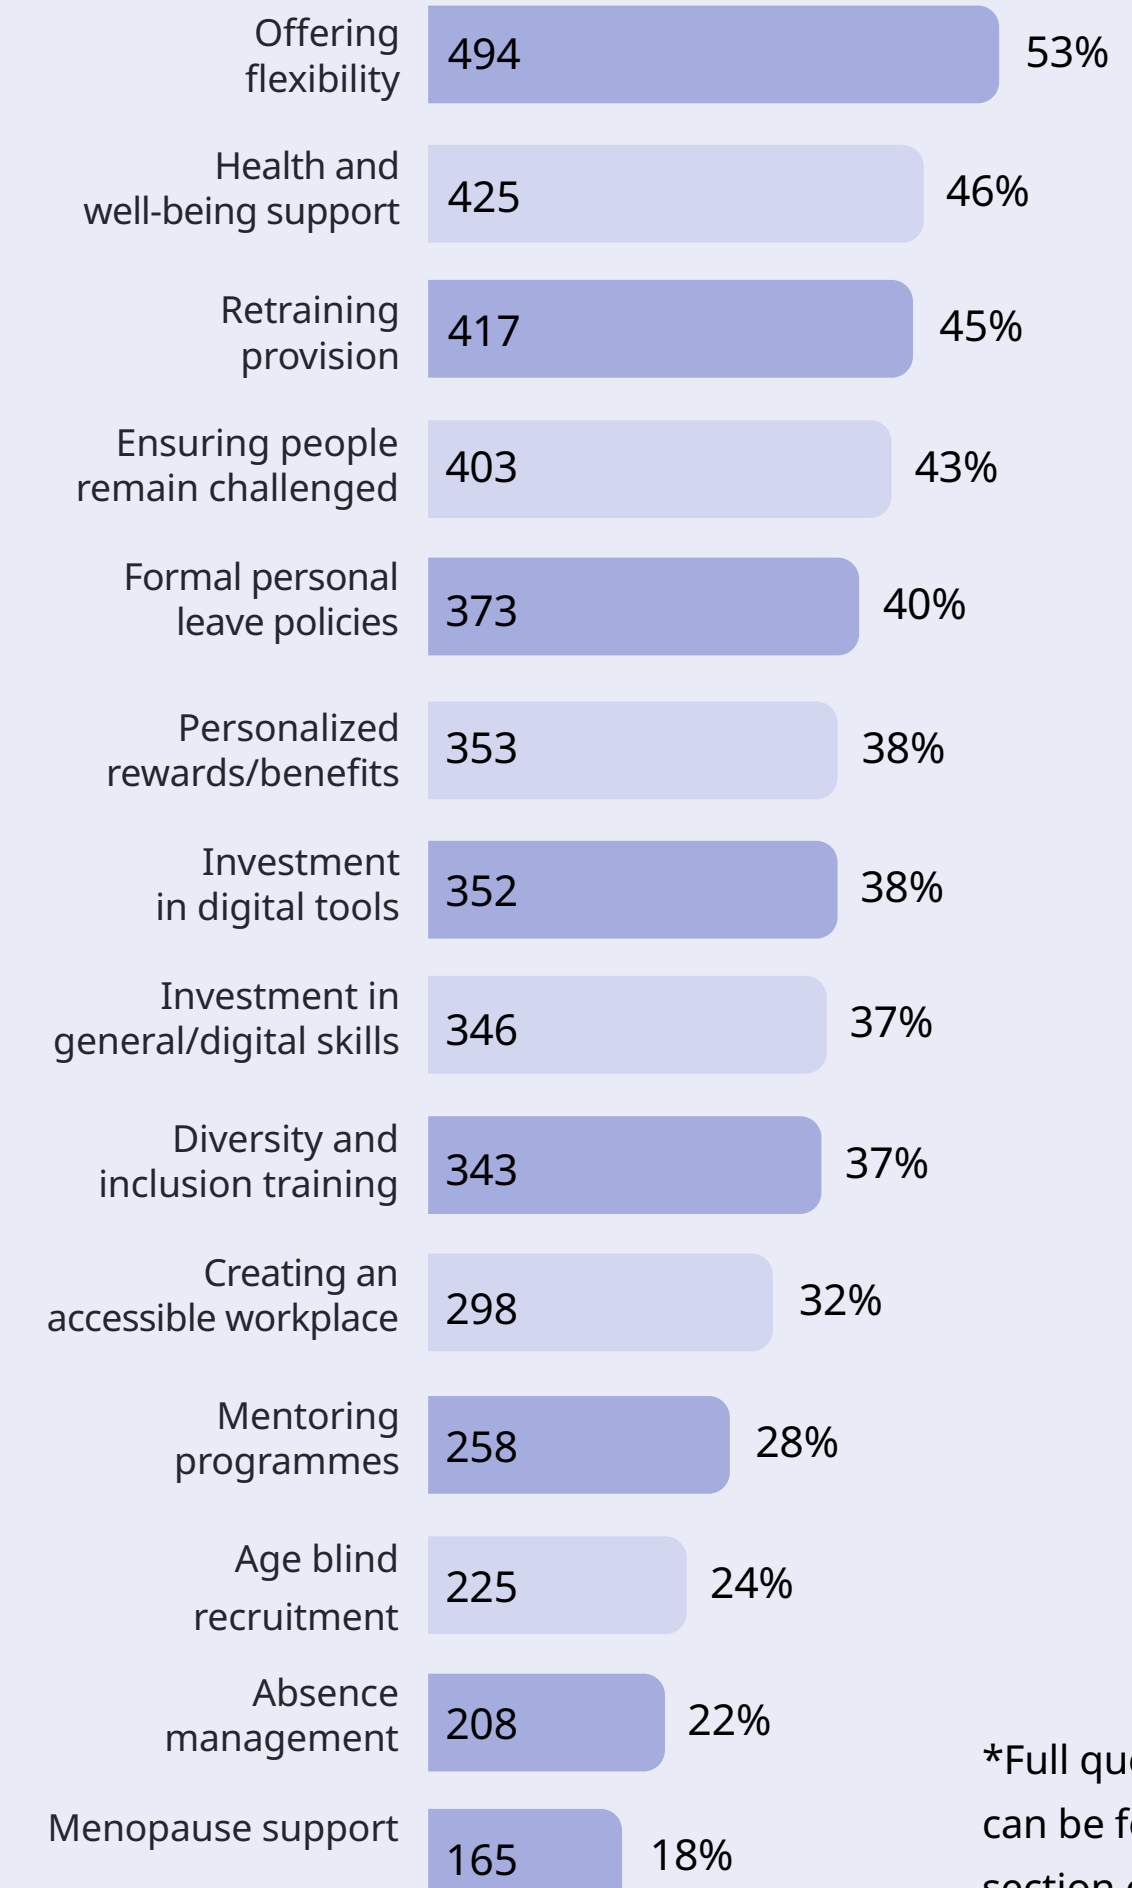 Offering
flexibility
494
53%
Health and
well-being support
425
46%
Retraining
provision
417
45%
Ensuring people
remain challenged
403
43%
Formal personal
leave policies
373
40%
Personalized
rewards/benefits
353
38%
Investment
in digital tools
352
38%
Investment in
general/digital skills
346
37%
Diversity and
inclusion training
343
37%
Creating an
accessible workplace
298
32%
Mentoring
programmes
258
28%
Age blind
recruitment
225
24%
Absence
management
208
22%
Menopause support
165
18%
*Full
can be
section